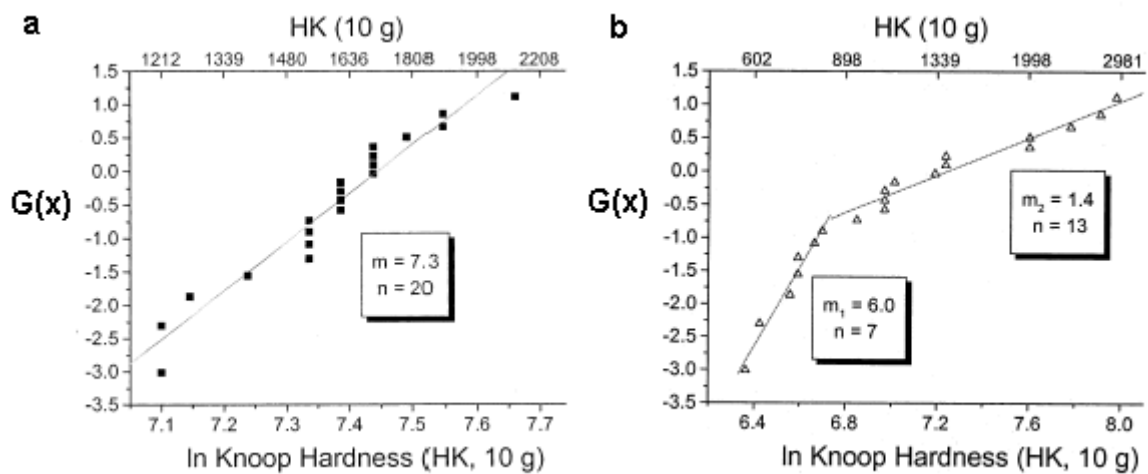 a
HK (10 g)
1212 1339 1480 1636 1808 1998 2208
1.5
1.0
0.5
0.0
-0.5
-1.0
-1.5
-2.0
-2.5
-3.0
-3.5
G(x)
m = 7.3
n = 20
7.1 7.2 7.3 7.4 7.5 7.6 7.7
ln Knoop Hardness (HK, 10 g)
b
HK (10 g)
602 898 1339 1998 2981
1.5
1.0
0.5
0.0
-0.5
-1.0
-1.5
-2.0
-2.5
-3.0
-3.5
G(x)
m₂ = 1.4
n = 13
m₁ = 6.0
n = 7
6.4 6.8 7.2 7.6 8.0
ln Knoop Hardness (HK, 10 g)